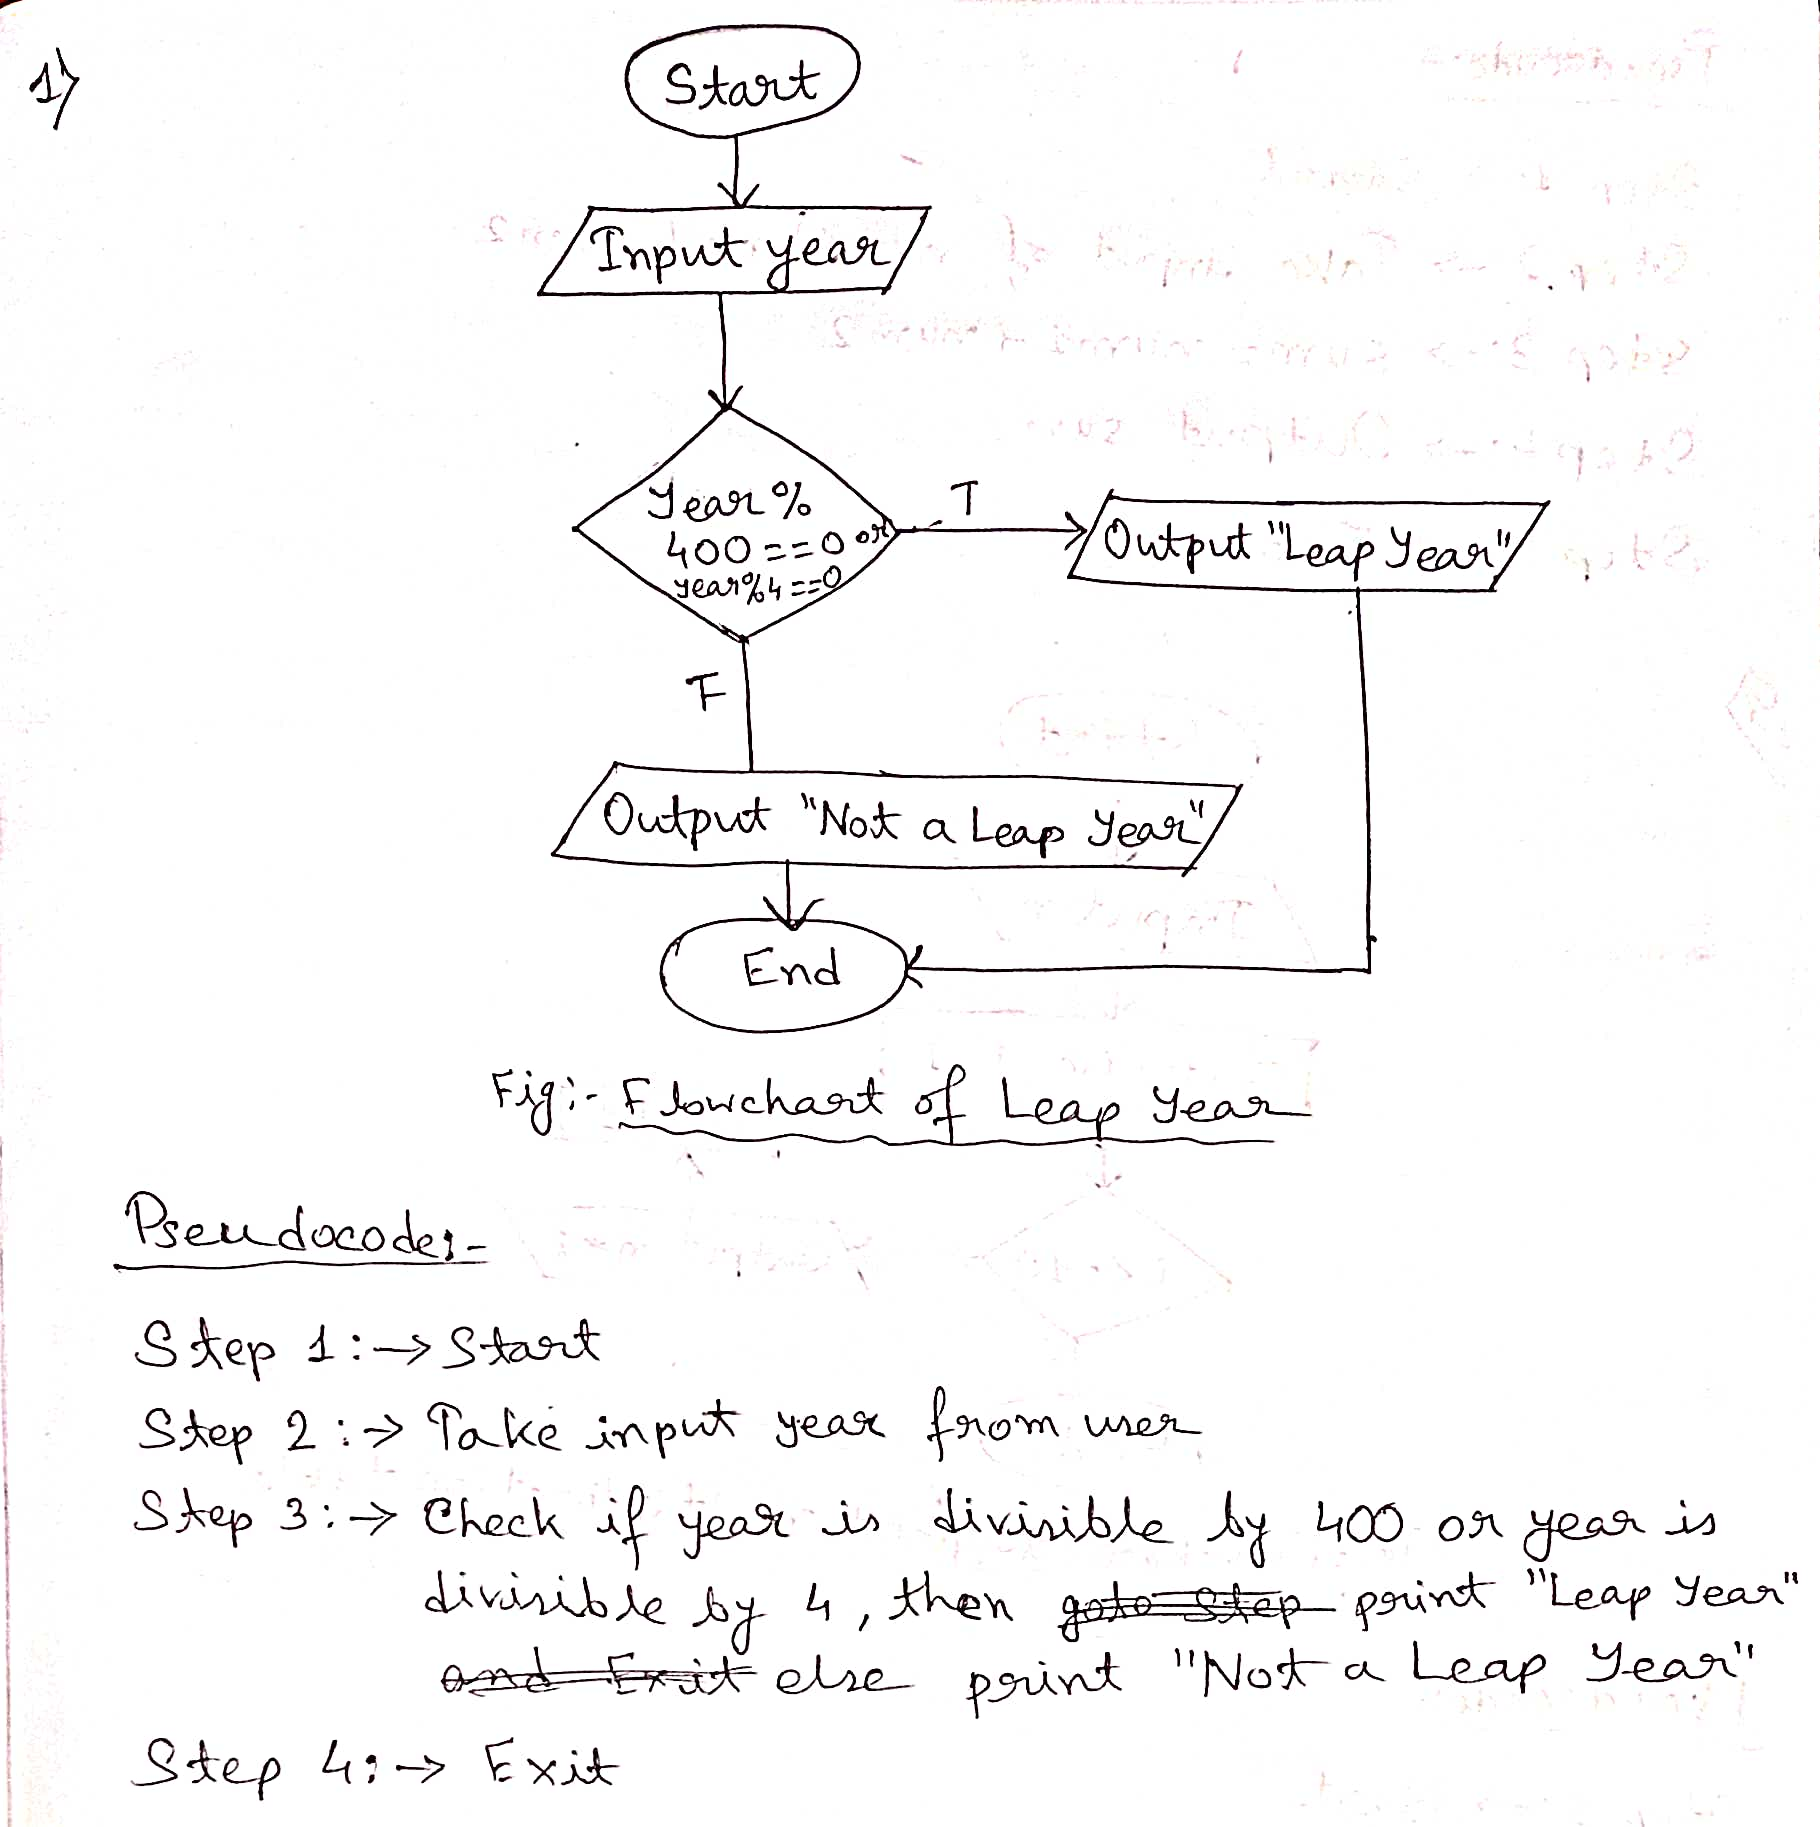 1)
Start
Input year
Year %
400 == 0 or
year%4 ==0
T
Output "Leap Year"
F
Output "Not a Leap Year"
End
Fig:- Flowchart of Leap Year
Pseudocode:-
Step 1:→ Start
Step 2:→ Take input year from user
Step 3:→ Check if year is divisible by 400 or year is
divisible by 4, then goto Step print "Leap Year"
and Exit else print "Not a Leap Year"
Step 4:→ Exit